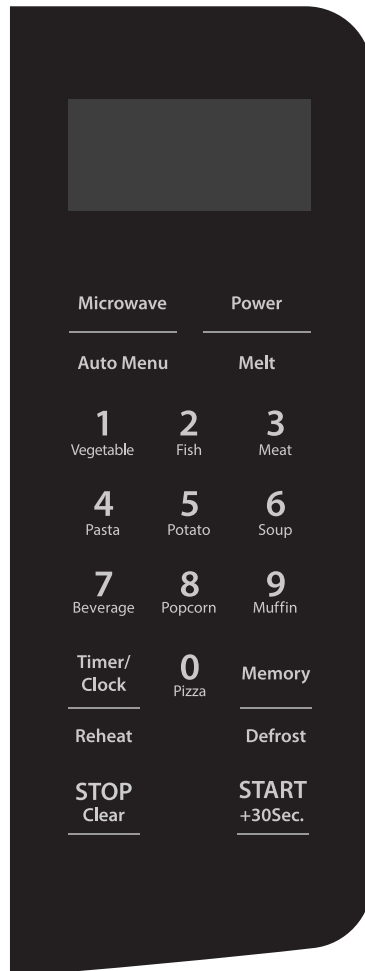 Microwave Power
Auto Menu Melt
1 2 3
Vegetable Fish Meat
4 5 6
Pasta Potato Soup
7 8 9
Beverage Popcorn Muffin
Timer/
Clock
0
Pizza
Memory
Reheat Defrost
STOP START
Clear +30Sec.